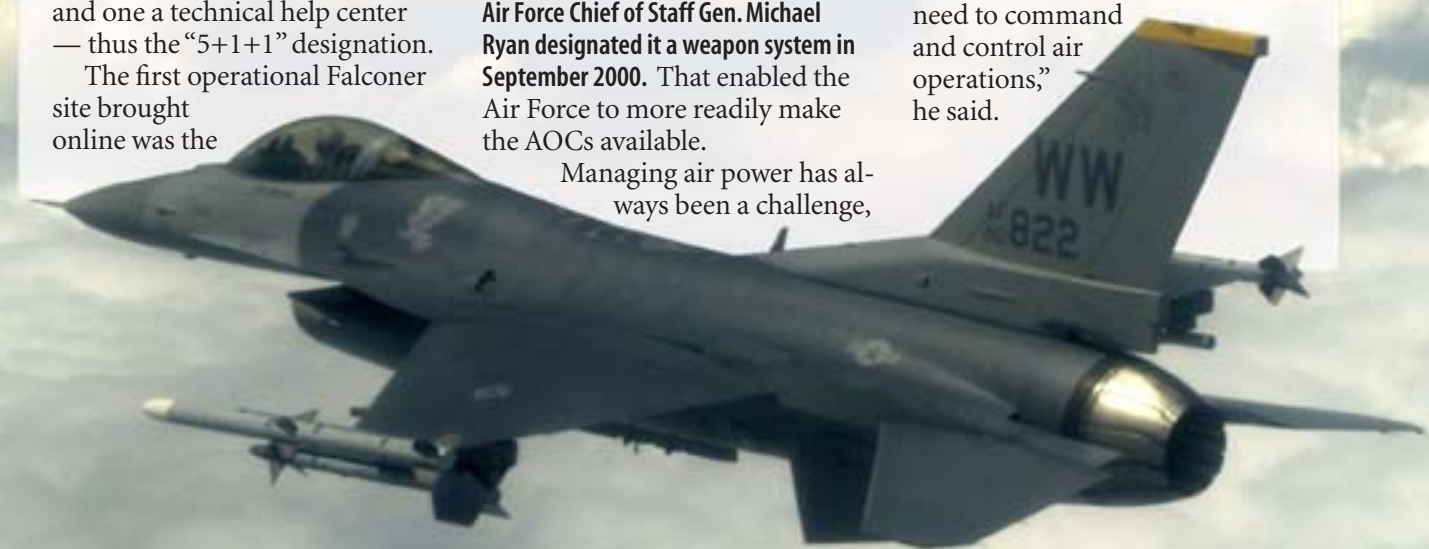 and one a technical help center
— thus the “5+1+1” designation.
The first operational Falconer
site brought
online was the
Air Force Chief of Staff Gen. Michael
Ryan designated it a weapon system in
September 2000. That enabled the
Air Force to more readily make
the AOCs available.
Managing air power has al-
ways been a challenge,
need to command
and control air
operations,”
he said.
WW
AF
822